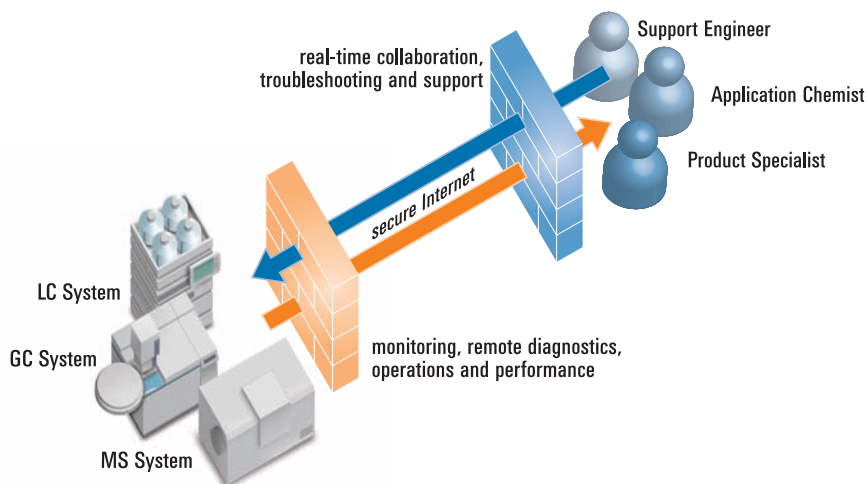 Support Engineer
real-time collaboration,
troubleshooting and support
Application Chemist
Product Specialist
secure Internet
LC System
GC System
monitoring, remote diagnostics,
operations and performance
MS System